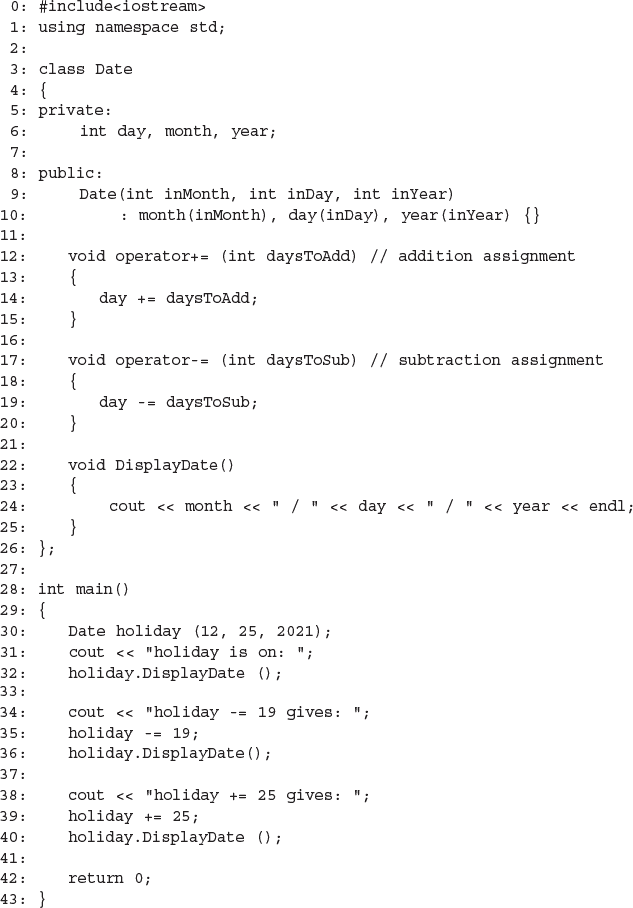 0: #include<iostream>
1: using namespace std;
2:
3: class Date
4: {
5: private:
6:     int day, month, year;
7:
8: public:
9:     Date(int inMonth, int inDay, int inYear)
10:         : month(inMonth), day(inDay), year(inYear) {}
11:
12:    void operator+= (int daysToAdd) // addition assignment
13:    {
14:       day += daysToAdd;
15:    }
16:
17:    void operator-= (int daysToSub) // subtraction assignment
18:    {
19:       day -= daysToSub;
20:    }
21:
22:    void DisplayDate()
23:    {
24:        cout << month << " / " << day << " / " << year << endl;
25:    }
26: };
27:
28: int main()
29: {
30:    Date holiday (12, 25, 2021);
31:    cout << "holiday is on: ";
32:    holiday.DisplayDate ();
33:
34:    cout << "holiday -= 19 gives: ";
35:    holiday -= 19;
36:    holiday.DisplayDate();
37:
38:    cout << "holiday += 25 gives: ";
39:    holiday += 25;
40:    holiday.DisplayDate ();
41:
42:    return 0;
43: }